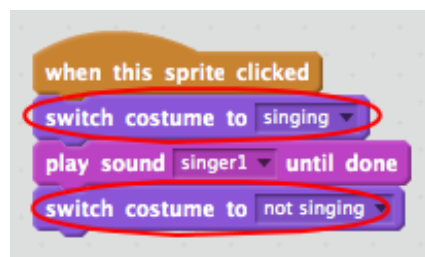 when this sprite clicked
switch costume to singing
play sound singer1 until done
switch costume to not singing